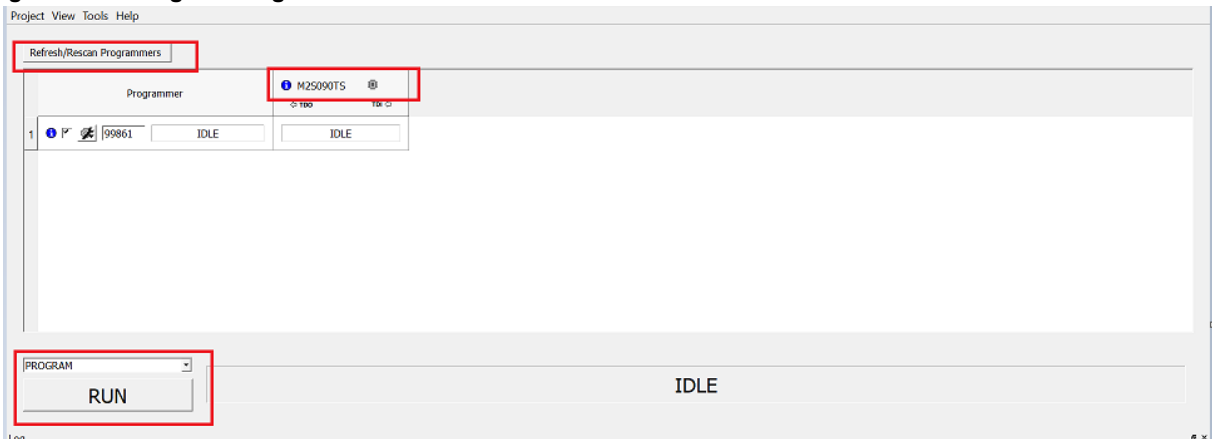 Project View Tools Help
Refresh/Rescan Programmers
Programmer
M2S090TS
TDO TDI
1 99861 IDLE IDLE
PROGRAM
RUN
IDLE
Log